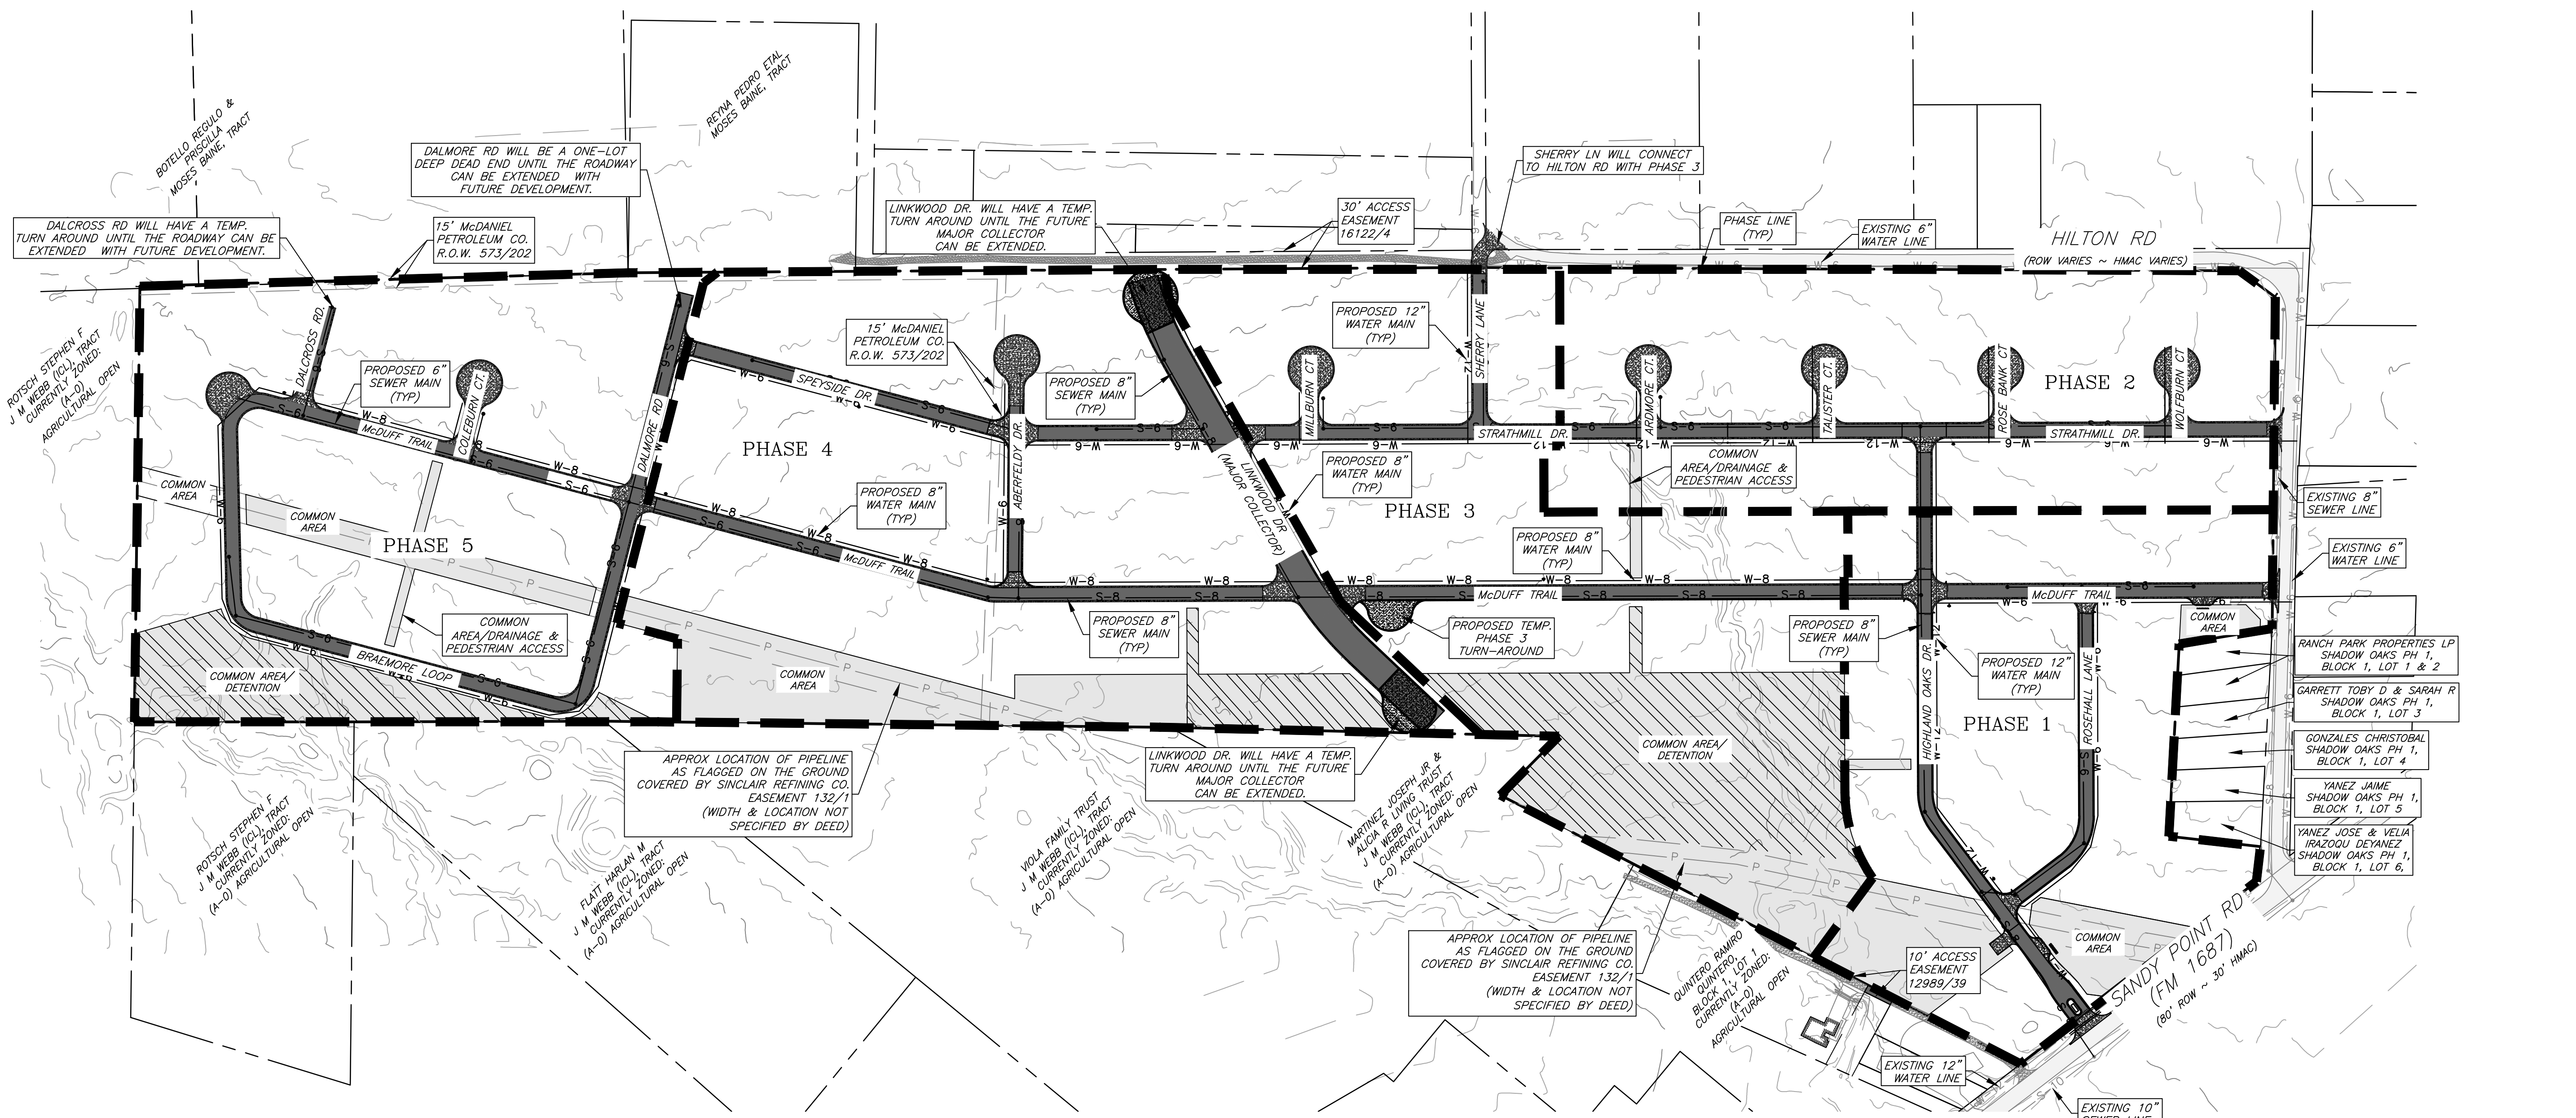 BOTELLO REGULO &
PRISCILLA
MOSES BAINE, TRACT
REYNA PEDRO ETAL
MOSES BAINE, TRACT
DALMORE RD WILL BE A ONE-LOT
DEEP DEAD END UNTIL THE ROADWAY
CAN BE EXTENDED WITH
FUTURE DEVELOPMENT.
SHERRY LN WILL CONNECT
TO HILTON RD WITH PHASE 3
DALCROSS RD WILL HAVE A TEMP.
TURN AROUND UNTIL THE ROADWAY CAN BE
EXTENDED WITH FUTURE DEVELOPMENT.
15' McDANIEL
PETROLEUM CO.
R.O.W. 573/202
LINKWOOD DR. WILL HAVE A TEMP.
TURN AROUND UNTIL THE FUTURE
MAJOR COLLECTOR
CAN BE EXTENDED.
30' ACCESS
EASEMENT
16122/4
PHASE LINE
(TYP)
EXISTING 6"
WATER LINE
HILTON RD
(ROW VARIES ~ HMAC VARIES)
ROTSCH STEPHEN F
J M WEBB (ICL), TRACT
CURRENTLY ZONED:
(A-O)
AGRICULTURAL OPEN
DALCROSS RD.
PROPOSED 6"
SEWER MAIN
(TYP)
COLEBURN CT.
McDUFF TRAIL
DALMORE RD
SPEYSIDE DR.
15' McDANIEL
PETROLEUM CO.
R.O.W. 573/202
PROPOSED 8"
SEWER MAIN
(TYP)
PROPOSED 12"
WATER MAIN
(TYP)
SHERRY LANE
MILBURN CT
STRATHMILL DR.
ARDMORE CT.
TALISTER CT.
ROSE BANK CT
PHASE 2
STRATHMILL DR.
WOLFBURN CT
PHASE 4
ABERFELDY DR.
LINKWOOD DR
(MAJOR COLLECTOR)
PROPOSED 8"
WATER MAIN
(TYP)
COMMON
AREA/DRAINAGE &
PEDESTRIAN ACCESS
PROPOSED 8"
WATER MAIN
(TYP)
PHASE 3
EXISTING 8"
SEWER LINE
COMMON
AREA
COMMON
AREA
PHASE 5
McDUFF TRAIL
PROPOSED 8"
WATER MAIN
(TYP)
EXISTING 6"
WATER LINE
McDUFF TRAIL
McDUFF TRAIL
COMMON
AREA/DRAINAGE &
PEDESTRIAN ACCESS
PROPOSED 8"
SEWER MAIN
(TYP)
PROPOSED TEMP.
PHASE 3
TURN-AROUND
PROPOSED 8"
SEWER MAIN
(TYP)
COMMON
AREA
HIGHLAND OAKS DR.
PROPOSED 12"
WATER MAIN
(TYP)
ROSEHALL LANE
RANCH PARK PROPERTIES LP
SHADOW OAKS PH 1,
BLOCK 1, LOT 1 & 2
GARRETT TOBY D & SARAH R
SHADOW OAKS PH 1,
BLOCK 1, LOT 3
GONZALES CHRISTOBAL
SHADOW OAKS PH 1,
BLOCK 1, LOT 4
YANEZ JAIME
SHADOW OAKS PH 1,
BLOCK 1, LOT 5
YANEZ JOSE & VELIA
IRAZOQU DEYANEZ
SHADOW OAKS PH 1,
BLOCK 1, LOT 6,
BRAEMORE LOOP
COMMON AREA/
DETENTION
COMMON
AREA
PHASE 1
COMMON AREA/
DETENTION
APPROX LOCATION OF PIPELINE
AS FLAGGED ON THE GROUND
COVERED BY SINCLAIR REFINING CO.
EASEMENT 132/1
(WIDTH & LOCATION NOT
SPECIFIED BY DEED)
LINKWOOD DR. WILL HAVE A TEMP.
TURN AROUND UNTIL THE FUTURE
MAJOR COLLECTOR
CAN BE EXTENDED.
ROTSCH STEPHEN F
J M WEBB (ICL), TRACT
CURRENTLY ZONED:
(A-O) AGRICULTURAL OPEN
FLATT HARLAN M
J M WEBB (ICL), TRACT
CURRENTLY ZONED:
(A-O) AGRICULTURAL OPEN
VIOLA FAMILY TRUST
J M WEBB (ICL), TRACT
CURRENTLY ZONED:
(A-O) AGRICULTURAL OPEN
MARTINEZ JOSEPH JR &
ALICIA R LIVING TRUST
J M WEBB (ICL), TRACT
CURRENTLY ZONED:
(A-O) AGRICULTURAL OPEN
APPROX LOCATION OF PIPELINE
AS FLAGGED ON THE GROUND
COVERED BY SINCLAIR REFINING CO.
EASEMENT 132/1
(WIDTH & LOCATION NOT
SPECIFIED BY DEED)
QUINTERO RAMIRO
QUINTERO,
BLOCK 1, LOT 1
CURRENTLY ZONED:
(A-O)
AGRICULTURAL OPEN
10' ACCESS
EASEMENT
12989/39
COMMON
AREA
SANDY POINT RD
(FM 1687)
(80' ROW ~ 30' HMAC)
EXISTING 12"
WATER LINE
EXISTING 10"